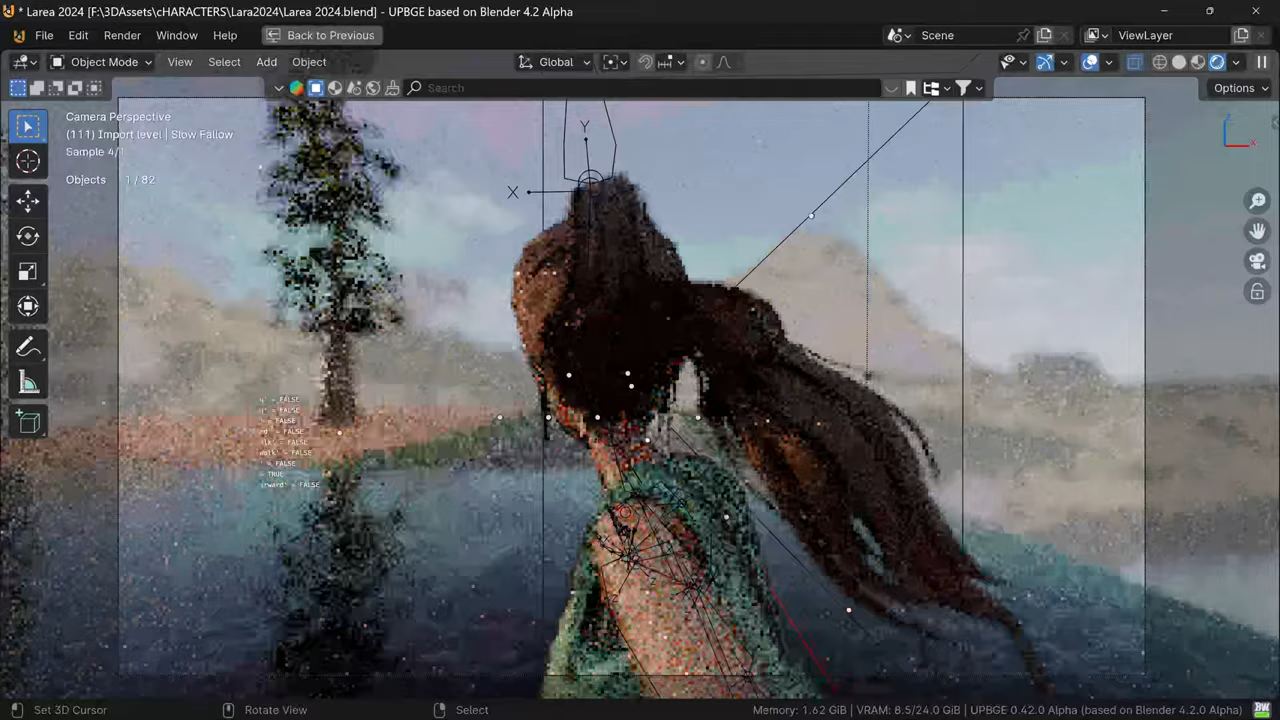 * Larea 2024 [F:\3DAssets\cHARACTERS\Lara2024\Larea 2024.blend] - UPBGE based on Blender 4.2 Alpha
File Edit Render Window Help Back to Previous Scene ViewLayer
Object Mode View Select Add Object Global
Search Options
Camera Perspective
(111) Import level | Slow Fallow
Sample 4/1
Objects 1 / 82
Y
X
= FALSE
= FALSE
= FALSE
= FALSE
= FALSE
= FALSE
= FALSE
= TRUE
= FALSE
Set 3D Cursor Rotate View Select Memory: 1.62 GiB | VRAM: 8.5/24.0 GiB | UPBGE 0.42.0 Alpha (based on Blender 4.2.0 Alpha)